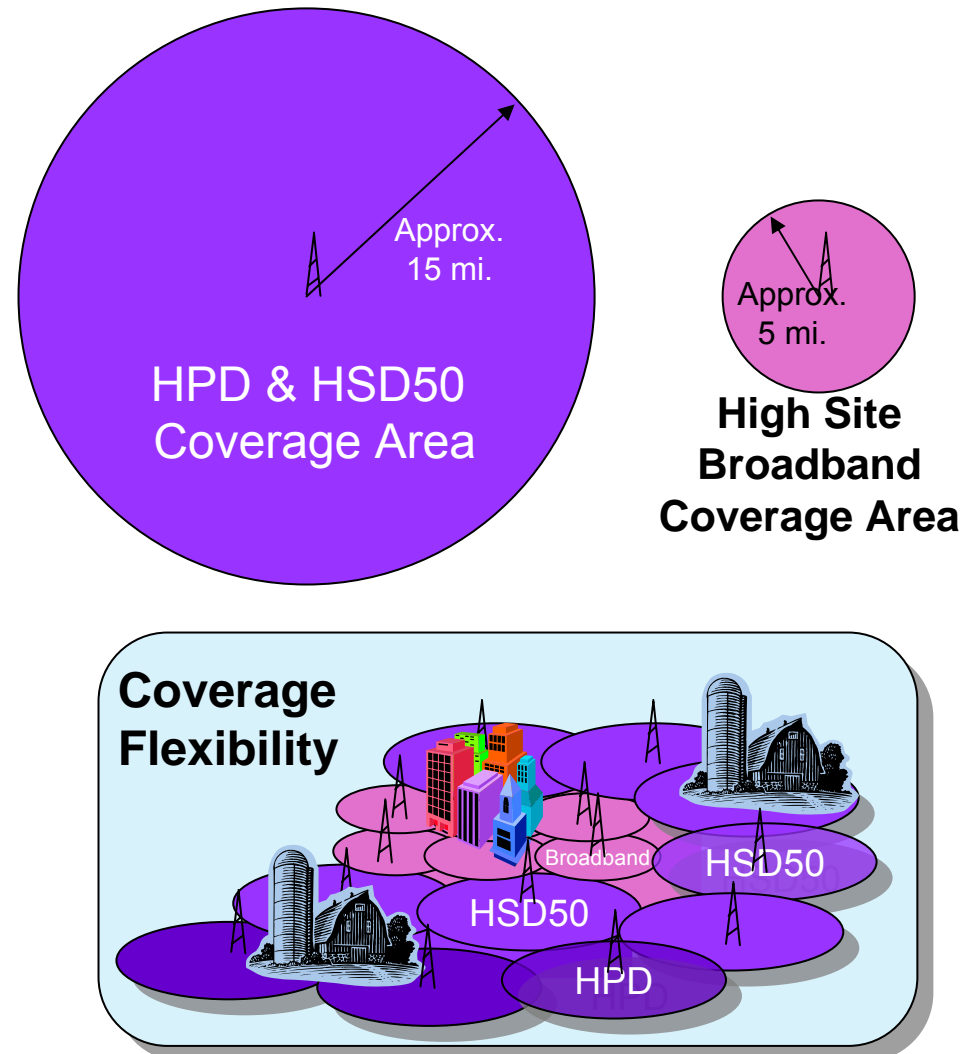 Approx.
15 mi.
HPD & HSD50
Coverage Area
Approx.
5 mi.
High Site
Broadband
Coverage Area
Coverage
Flexibility
Broadband
HSD50
HSD50
HPD